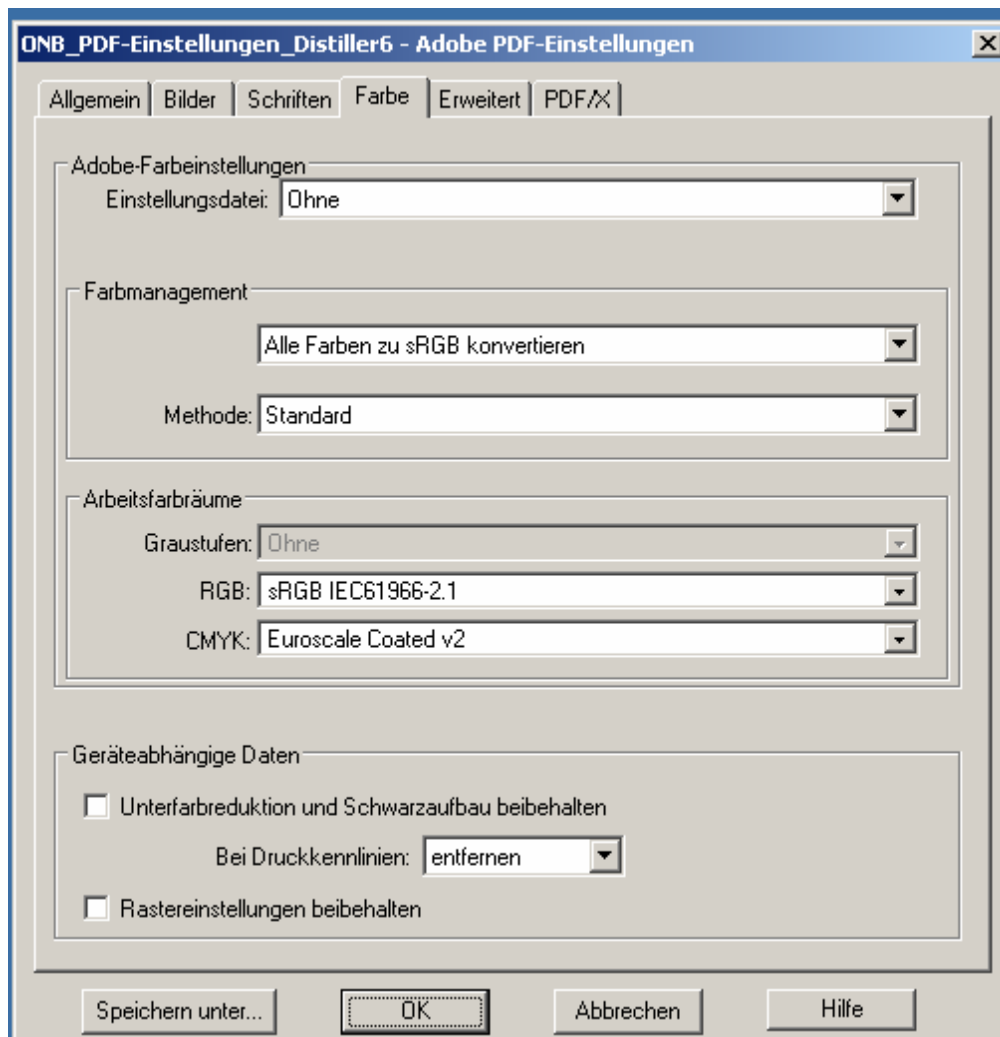 ONB_PDF-Einstellungen_Distiller6 - Adobe PDF-Einstellungen
Allgemein Bilder Schriften Farbe Erweitert PDF/X
Adobe-Farbeinstellungen
Einstellungsdatei: Ohne
Farbmanagement
Alle Farben zu sRGB konvertieren
Methode: Standard
Arbeitsfarbräume
Graustufen: Ohne
RGB: sRGB IEC61966-2.1
CMYK: Euroscale Coated v2
Geräteabhängige Daten
Unterfarbreduktion und Schwarzaufbau beibehalten
Bei Druckkennlinien: entfernen
Rastereinstellungen beibehalten
Speichern unter... OK Abbrechen Hilfe